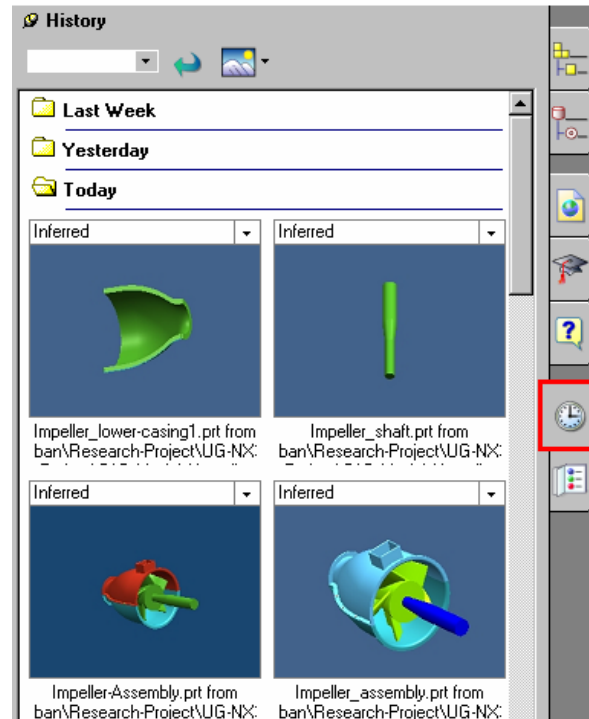 History
Last Week
Yesterday
Today
Inferred
Inferred
Impeller_lower-casing1.prt from
ban\Research-Project\UG-NX:
Impeller_shaft.prt from
ban\Research-Project\UG-NX:
Inferred
Inferred
Impeller-Assembly.prt from
ban\Research-Project\UG-NX:
Impeller_assembly.prt from
ban\Research-Project\UG-NX: